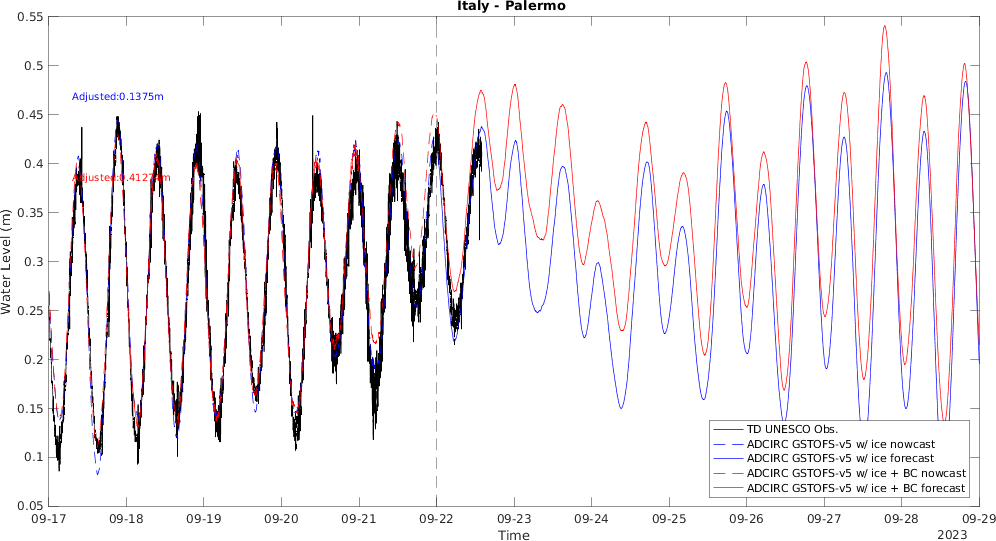 Italy - Palermo
0.55
0.5
0.45
0.4
0.35
0.3
0.25
0.2
0.15
0.1
0.05
Water Level (m)
Adjusted:0.1375m
TD UNESCO Obs.
ADCIRC GSTOFS-v5 w/ ice nowcast
ADCIRC GSTOFS-v5 w/ ice forecast
ADCIRC GSTOFS-v5 w/ ice + BC nowcast
ADCIRC GSTOFS-v5 w/ ice + BC forecast
09-17 09-18 09-19 09-20 09-21 09-22 09-23 09-24 09-25 09-26 09-27 09-28 09-29
Time
2023